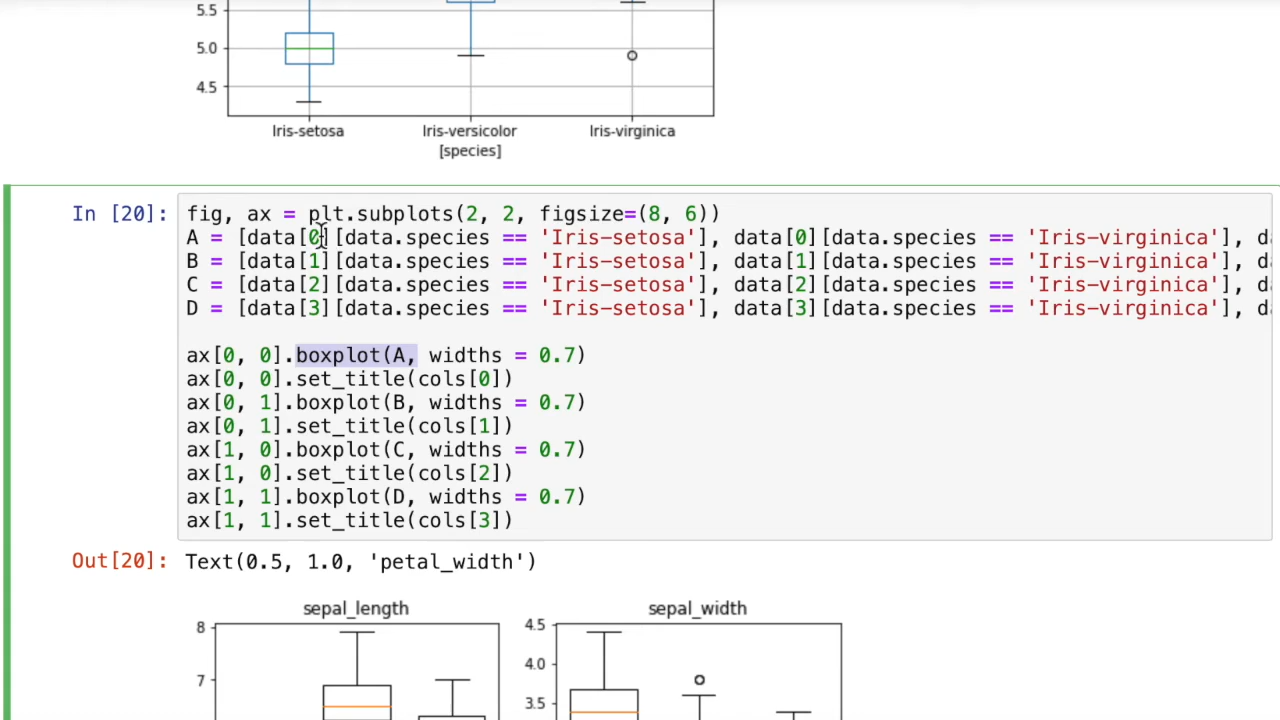 5.5
5.0
4.5
Iris-setosa Iris-versicolor Iris-virginica
[species]
In [20]: fig, ax = plt.subplots(2, 2, figsize=(8, 6))
A = [data[0][data.species == 'Iris-setosa'], data[0][data.species == 'Iris-virginica'], da
B = [data[1][data.species == 'Iris-setosa'], data[1][data.species == 'Iris-virginica'], da
C = [data[2][data.species == 'Iris-setosa'], data[2][data.species == 'Iris-virginica'], da
D = [data[3][data.species == 'Iris-setosa'], data[3][data.species == 'Iris-virginica'], da
ax[0, 0].boxplot(A, widths = 0.7)
ax[0, 0].set_title(cols[0])
ax[0, 1].boxplot(B, widths = 0.7)
ax[0, 1].set_title(cols[1])
ax[1, 0].boxplot(C, widths = 0.7)
ax[1, 0].set_title(cols[2])
ax[1, 1].boxplot(D, widths = 0.7)
ax[1, 1].set_title(cols[3])
Out[20]: Text(0.5, 1.0, 'petal_width')
sepal_length sepal_width
8 4.5
4.0
7
3.5